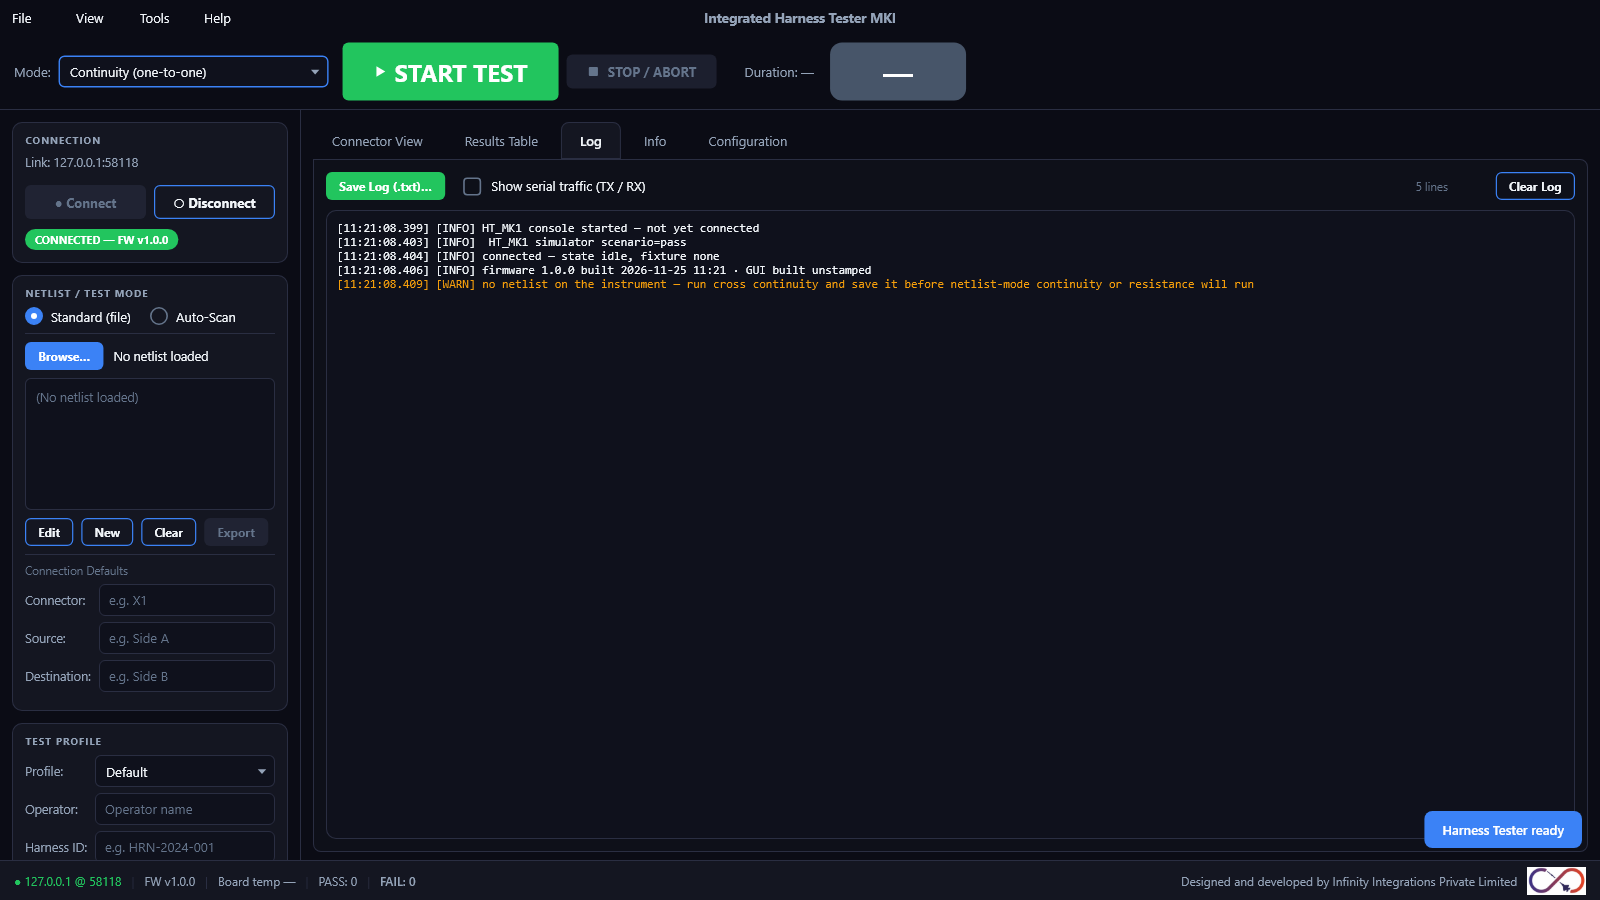 File View Tools Help
Integrated Harness Tester MKI
Mode: Continuity (one-to-one)
START TEST
STOP / ABORT
Duration: —
—
CONNECTION
Link: 127.0.0.1:58118
Connect
Disconnect
CONNECTED — FW v1.0.0
NETLIST / TEST MODE
Standard (file) Auto-Scan
Browse... No netlist loaded
(No netlist loaded)
Edit New Clear Export
Connection Defaults
Connector: e.g. X1
Source: e.g. Side A
Destination: e.g. Side B
TEST PROFILE
Profile: Default
Operator: Operator name
Harness ID: e.g. HRN-2024-001
Connector View Results Table Log Info Configuration
Save Log (.txt)... Show serial traffic (TX / RX) 5 lines Clear Log
[11:21:08.399] [INFO] HT_MK1 console started — not yet connected
[11:21:08.403] [INFO] HT_MK1 simulator scenario=pass
[11:21:08.404] [INFO] connected — state idle, fixture none
[11:21:08.406] [INFO] firmware 1.0.0 built 2026-11-25 11:21 · GUI built unstamped
[11:21:08.409] [WARN] no netlist on the instrument — run cross continuity and save it before netlist-mode continuity or resistance will run
Harness Tester ready
127.0.0.1 @ 58118 FW v1.0.0 Board temp — PASS: 0 FAIL: 0
Designed and developed by Infinity Integrations Private Limited